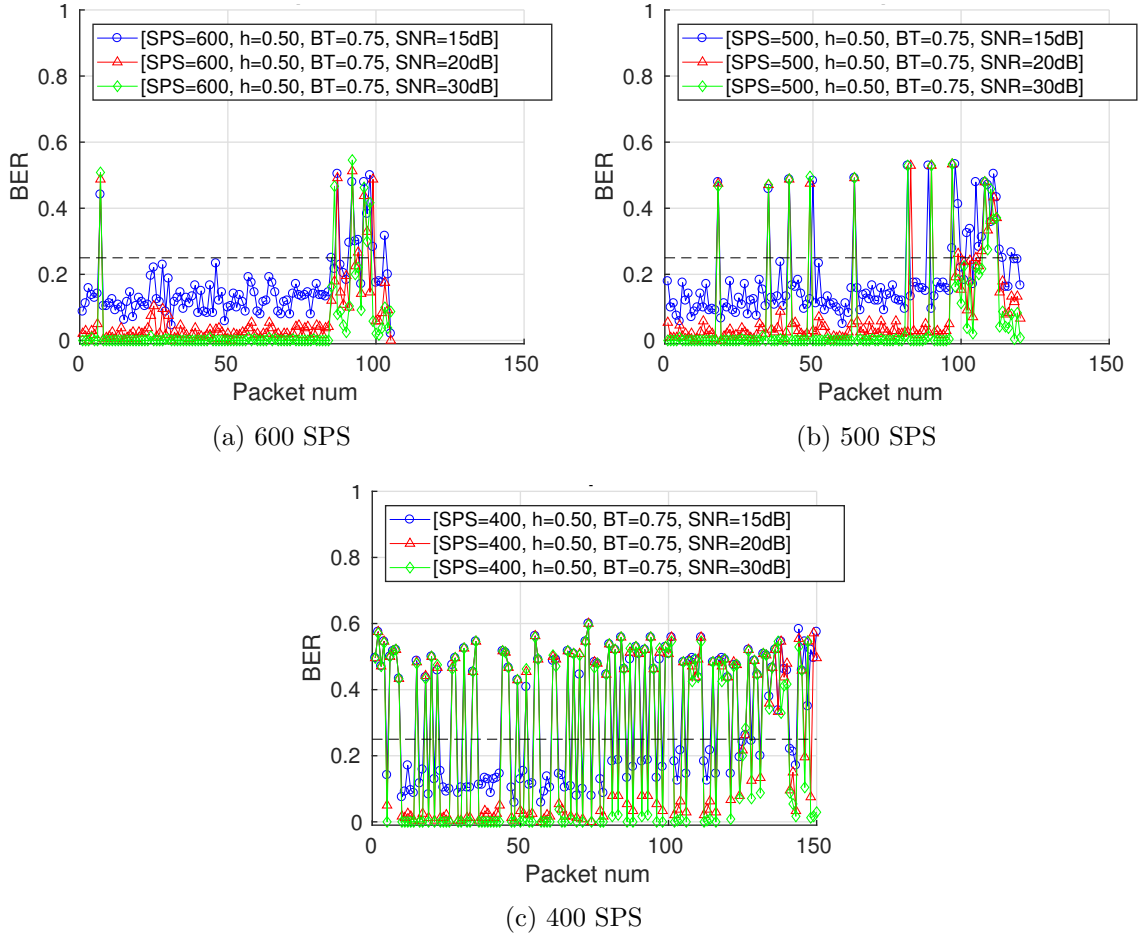 1
0.8
0.6
0.4
0.2
0
BER
[SPS=600, h=0.50, BT=0.75, SNR=15dB]
[SPS=600, h=0.50, BT=0.75, SNR=20dB]
[SPS=600, h=0.50, BT=0.75, SNR=30dB]
0 50 100 150
Packet num
(a) 600 SPS
1
0.8
0.6
0.4
0.2
0
BER
[SPS=500, h=0.50, BT=0.75, SNR=15dB]
[SPS=500, h=0.50, BT=0.75, SNR=20dB]
[SPS=500, h=0.50, BT=0.75, SNR=30dB]
0 50 100 150
Packet num
(b) 500 SPS
1
0.8
0.6
0.4
0.2
0
BER
[SPS=400, h=0.50, BT=0.75, SNR=15dB]
[SPS=400, h=0.50, BT=0.75, SNR=20dB]
[SPS=400, h=0.50, BT=0.75, SNR=30dB]
0 50 100 150
Packet num
(c) 400 SPS